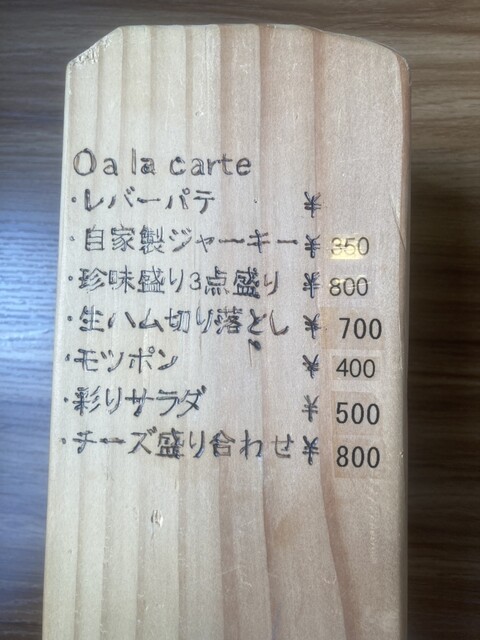 O a la carte
・レバーパテ ¥
・自家製ジャーキー ¥ 850
・珍味盛り3点盛り ¥ 800
・生ハム切り落とし ¥ 700
・モツポン ¥ 400
・彩りサラダ ¥ 500
・チーズ盛り合わせ ¥ 800